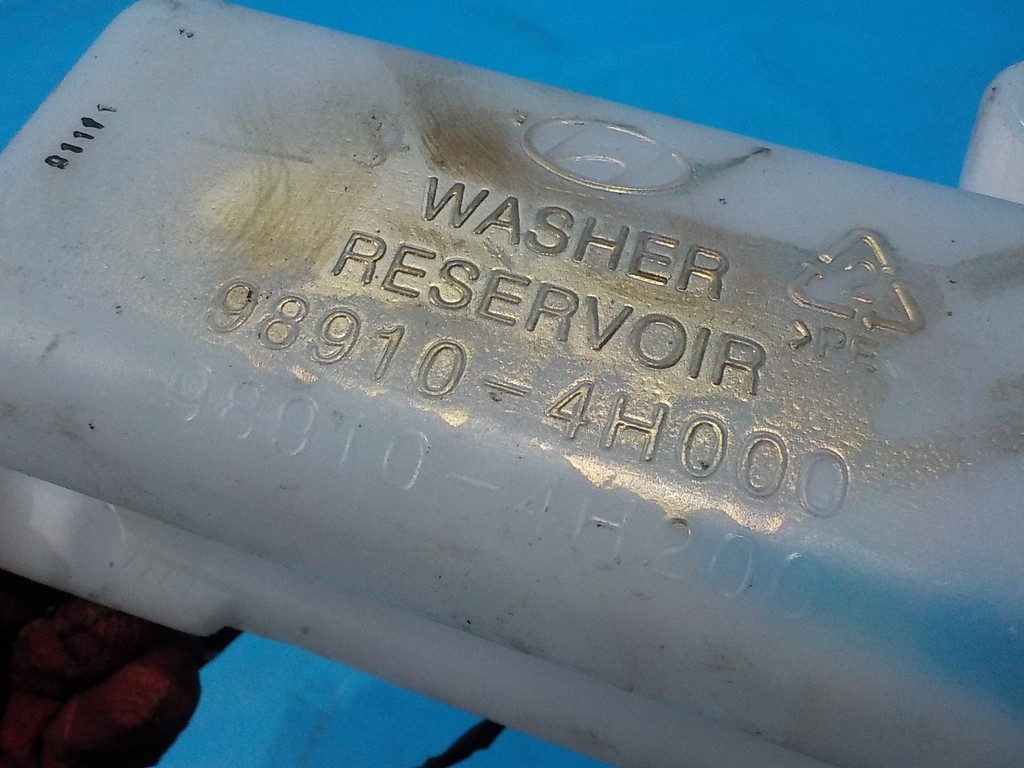 WASHER
RESERVOIR
98910-4H000
98910-4H200
>PE